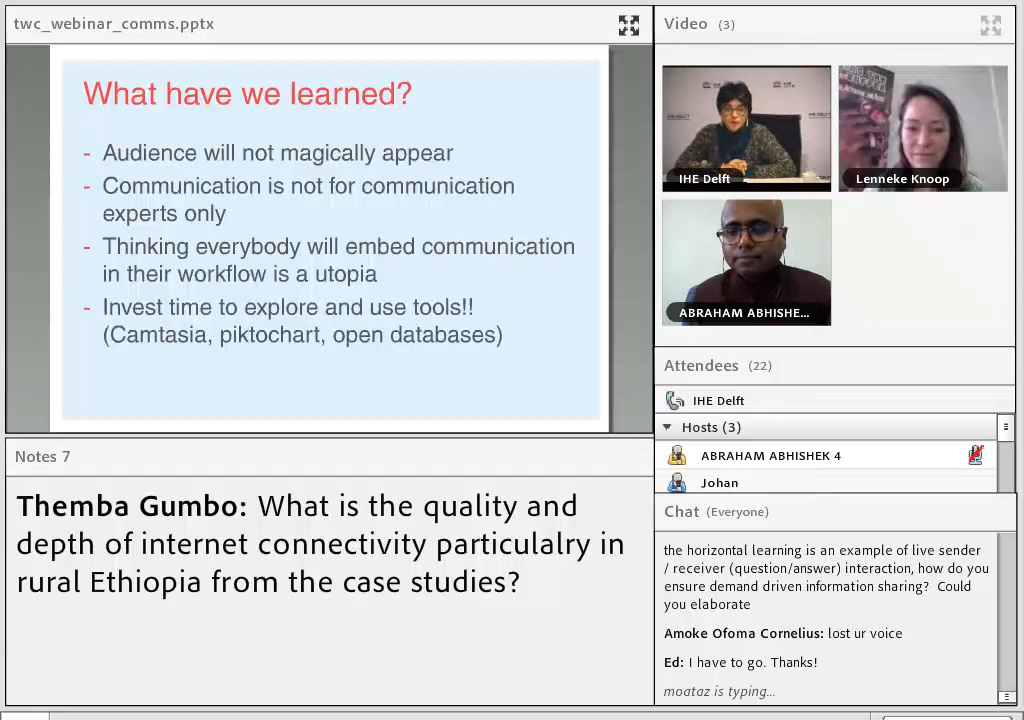 twc_webinar_comms.pptx
What have we learned?
- Audience will not magically appear
- Communication is not for communication
experts only
- Thinking everybody will embed communication
in their workflow is a utopia
- Invest time to explore and use tools!!
(Camtasia, piktochart, open databases)
Notes 7
Themba Gumbo: What is the quality and
depth of internet connectivity particulalry in
rural Ethiopia from the case studies?
Video (3)
IHE Delft
Lenneke Knoop
ABRAHAM ABHISHE...
Attendees (22)
IHE Delft
Hosts (3)
ABRAHAM ABHISHEK 4
Johan
Chat (Everyone)
the horizontal learning is an example of live sender
/ receiver (question/answer) interaction, how do you
ensure demand driven information sharing? Could
you elaborate
Amoke Ofoma Cornelius: lost ur voice
Ed: I have to go. Thanks!
moataz is typing...